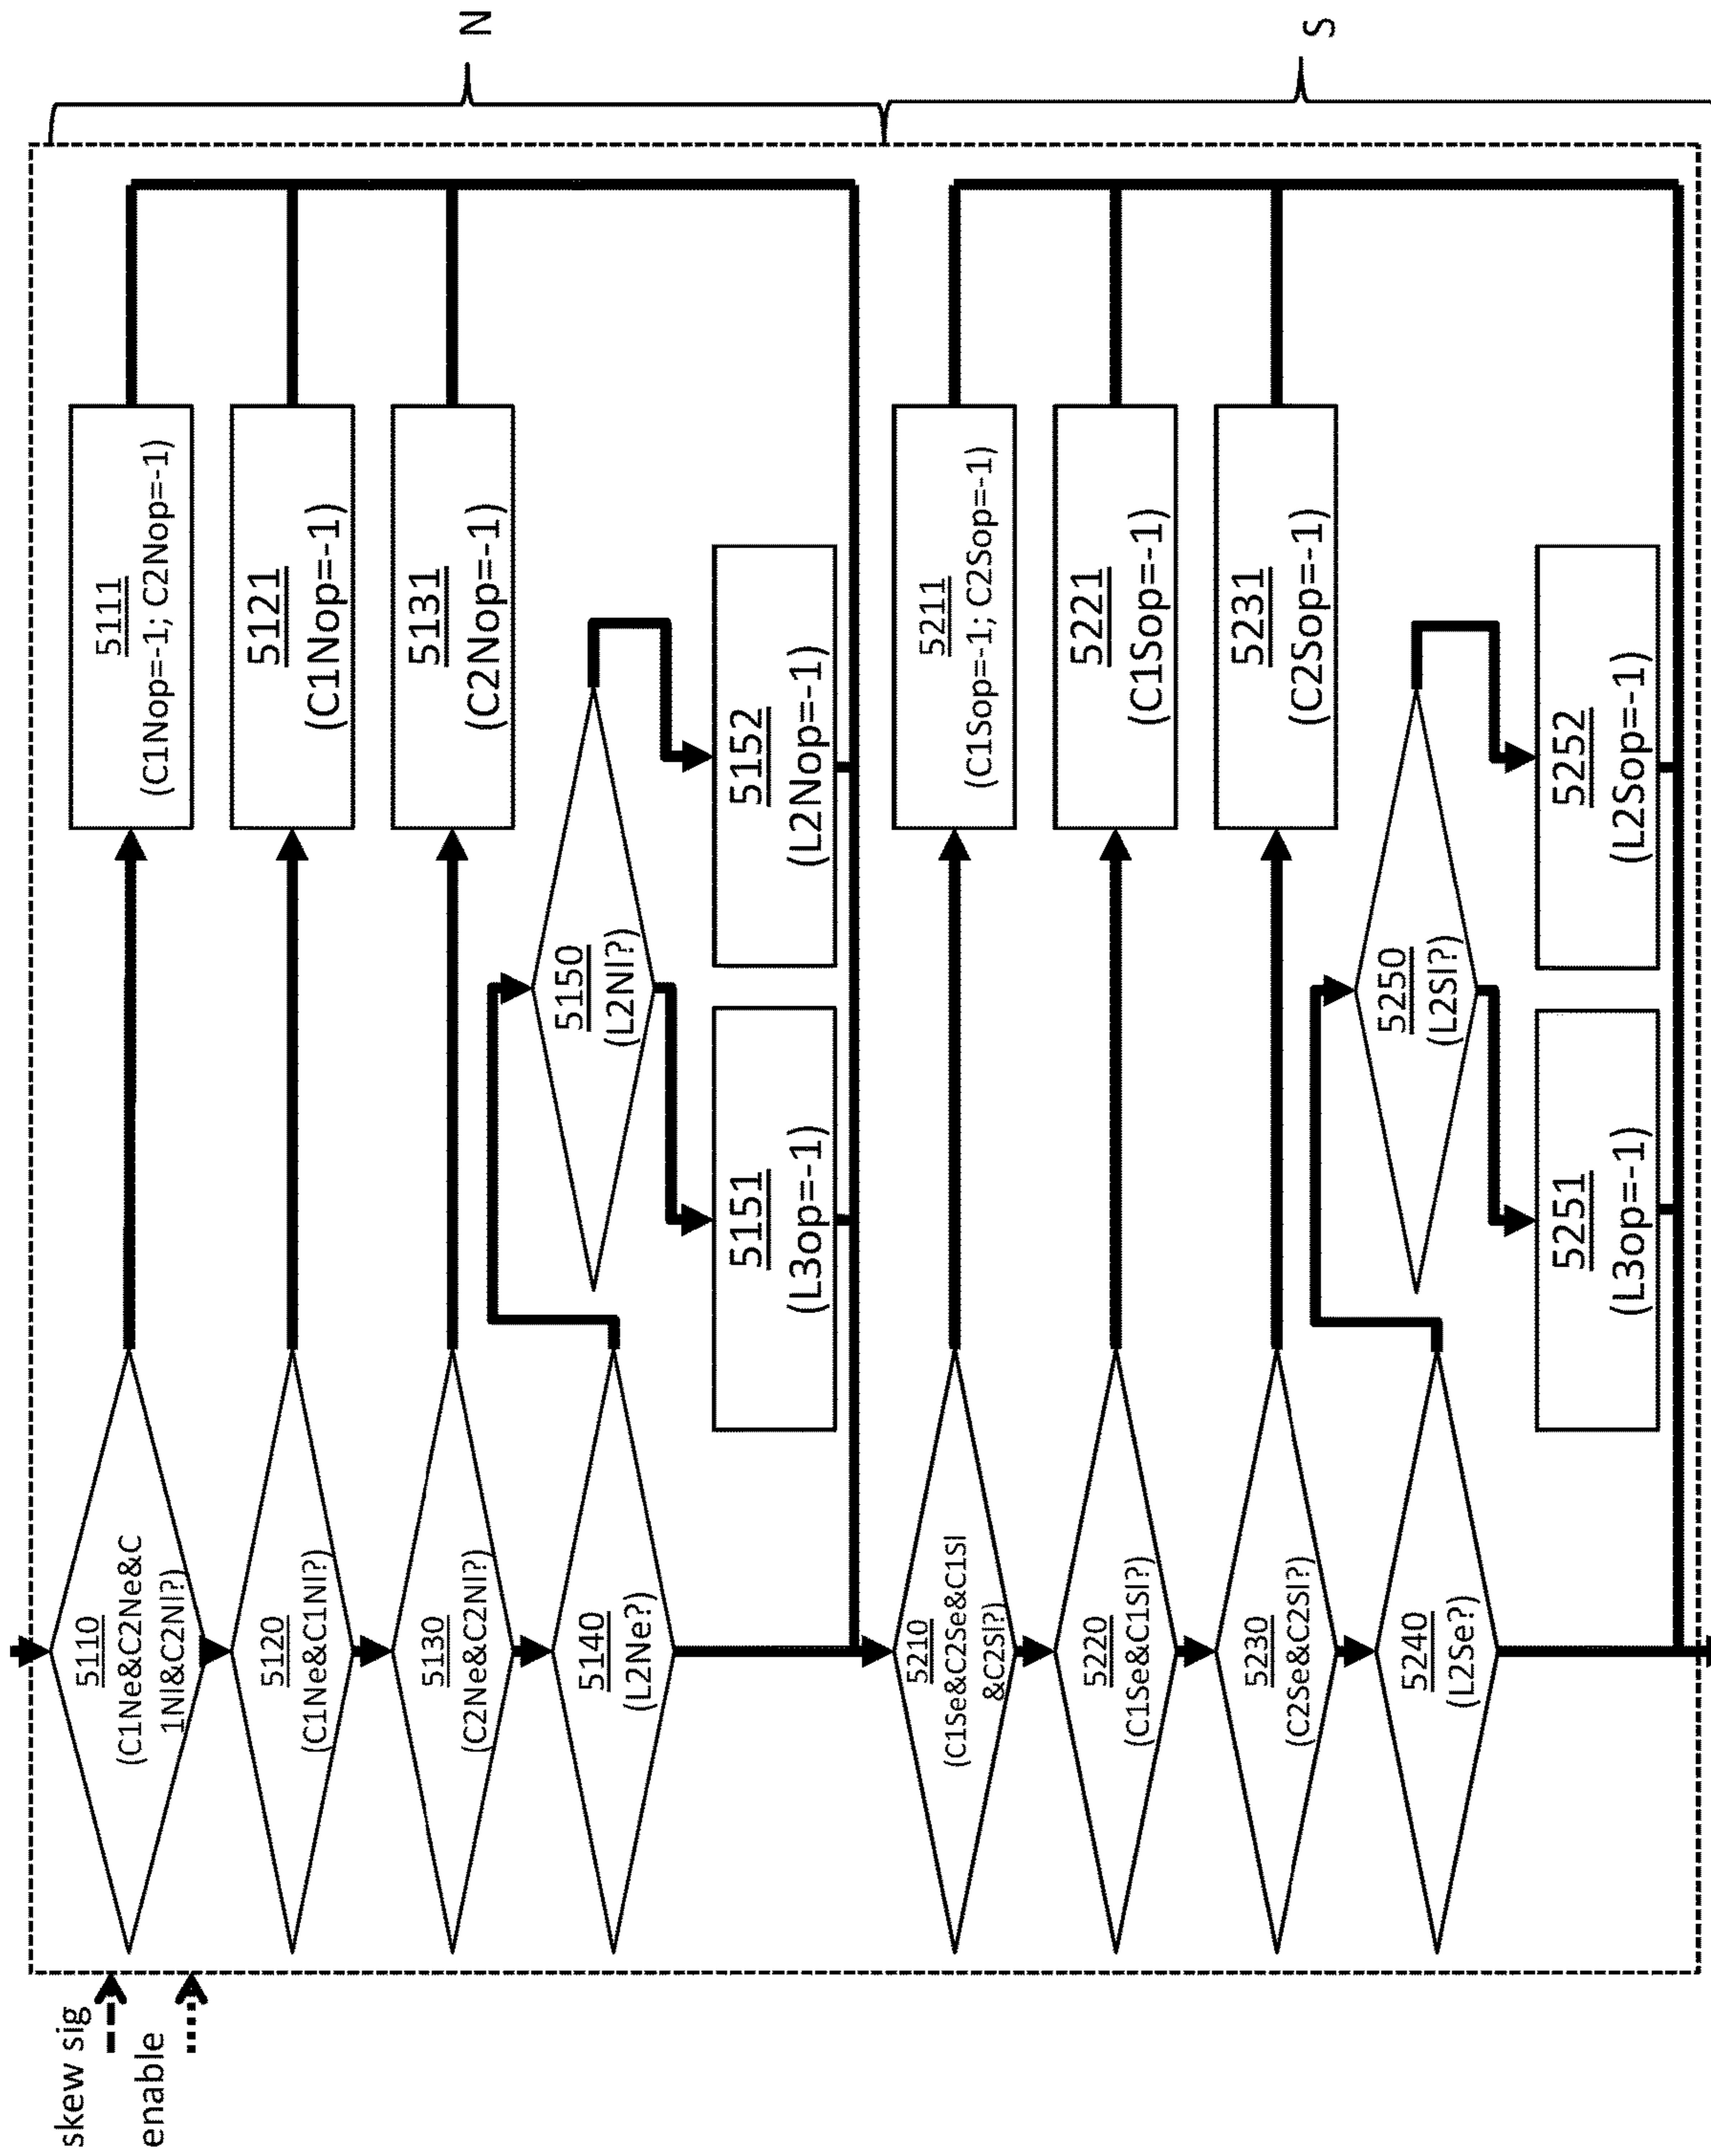 skew sig
enable
5110
(C1Ne&C2Ne&C
1Nl&C2Nl?)
5111
(C1Nop=-1; C2Nop=-1)
5120
(C1Ne&C1Nl?)
5121
(C1Nop=-1)
5130
(C2Ne&C2Nl?)
5131
(C2Nop=-1)
5140
(L2Ne?)
5150
(L2Nl?)
5151
(L3op=-1)
5152
(L2Nop=-1)
N
5210
(C1Se&C2Se&C1Sl
&C2Sl?)
5211
(C1Sop=-1; C2Sop=-1)
5220
(C1Se&C1Sl?)
5221
(C1Sop=-1)
5230
(C2Se&C2Sl?)
5231
(C2Sop=-1)
5240
(L2Se?)
5250
(L2Sl?)
5251
(L3op=-1)
5252
(L2Sop=-1)
S